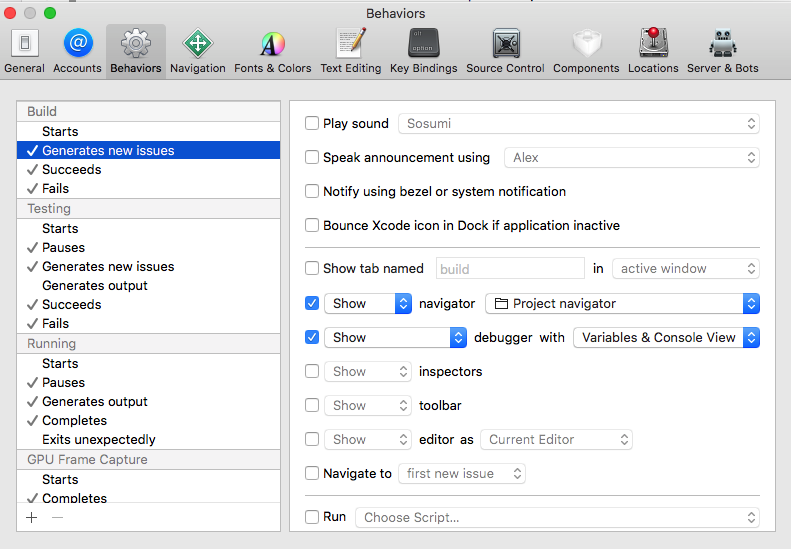 Behaviors
General Accounts Behaviors Navigation Fonts & Colors Text Editing Key Bindings Source Control Components Locations Server & Bots
alt
option
Build
Starts
Generates new issues
Succeeds
Fails
Testing
Starts
Pauses
Generates new issues
Generates output
Succeeds
Fails
Running
Starts
Pauses
Generates output
Completes
Exits unexpectedly
GPU Frame Capture
Starts
Completes
Play sound Sosumi
Speak announcement using Alex
Notify using bezel or system notification
Bounce Xcode icon in Dock if application inactive
Show tab named build in active window
Show navigator Project navigator
Show debugger with Variables & Console View
Show inspectors
Show toolbar
Show editor as Current Editor
Navigate to first new issue
Run Choose Script...